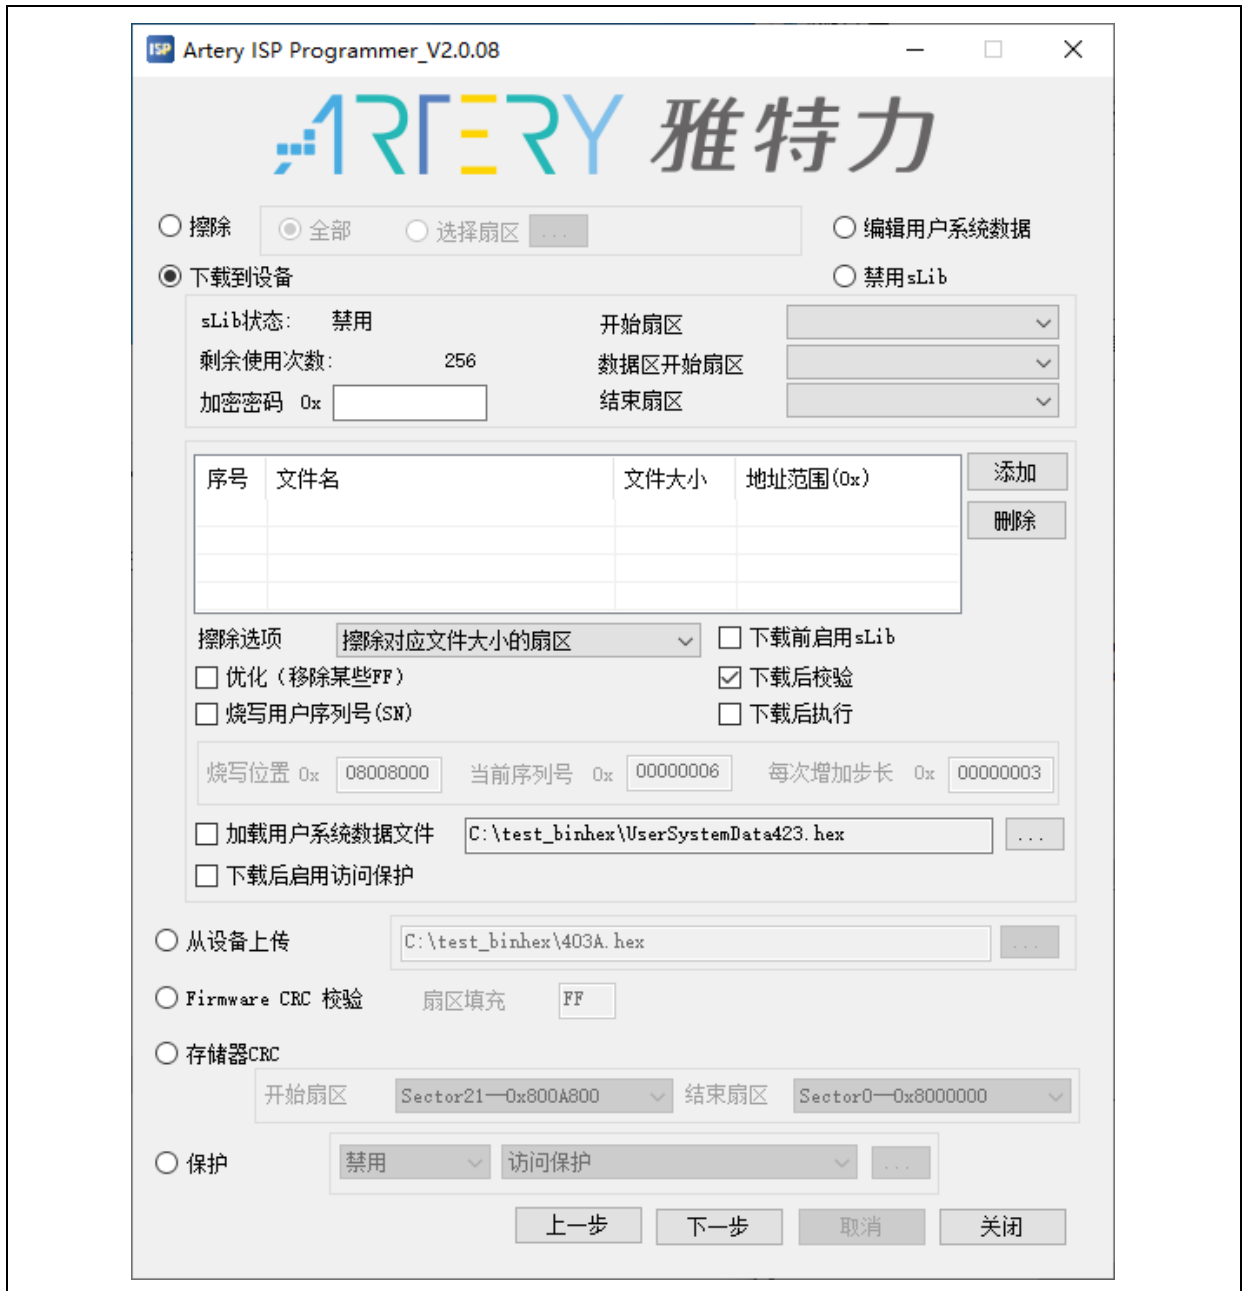 ISP Artery ISP Programmer_V2.0.08
ARTERY 雅特力
擦除 全部 选择扇区 ... 编辑用户系统数据
下载到设备 禁用sLib
sLib状态: 禁用 开始扇区
剩余使用次数: 256 数据区开始扇区
加密密码 0x 结束扇区
序号 文件名 文件大小 地址范围(0x) 添加
删除
擦除选项 擦除对应文件大小的扇区 下载前启用sLib
优化（移除某些FF） 下载后校验
烧写用户序列号(SN) 下载后执行
烧写位置 0x 08008000 当前序列号 0x 00000006 每次增加步长 0x 00000003
加载用户系统数据文件 C:\test_binhex\UserSystemData423.hex ...
下载后启用访问保护
从设备上传 C:\test_binhex\403A.hex ...
Firmware CRC 校验 扇区填充 FF
存储器CRC
开始扇区 Sector21—0x800A800 结束扇区 Sector0—0x8000000
保护 禁用 访问保护 ...
上一步 下一步 取消 关闭